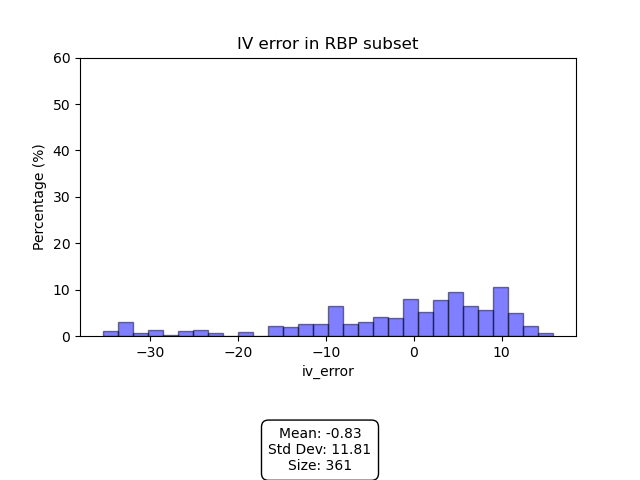 IV error in RBP subset
60
50
40
30
20
10
0
Percentage (%)
−30
−20
−10
0
10
iv_error
Mean: -0.83
Std Dev: 11.81
Size: 361